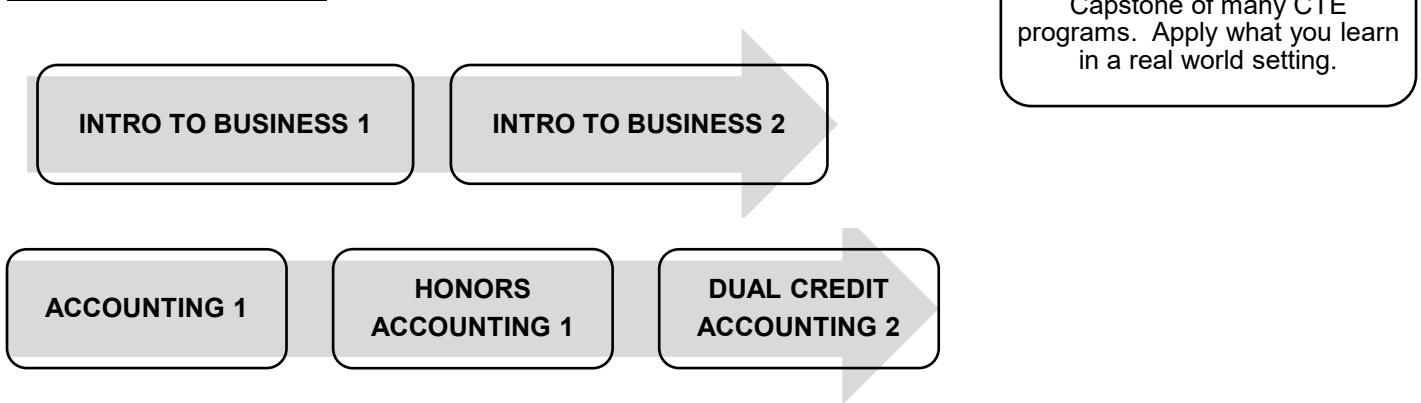 Capstone of many CTE
programs.  Apply what you learn
in a real world setting.
INTRO TO BUSINESS 1
INTRO TO BUSINESS 2
ACCOUNTING 1
HONORS
ACCOUNTING 1
DUAL CREDIT
ACCOUNTING 2